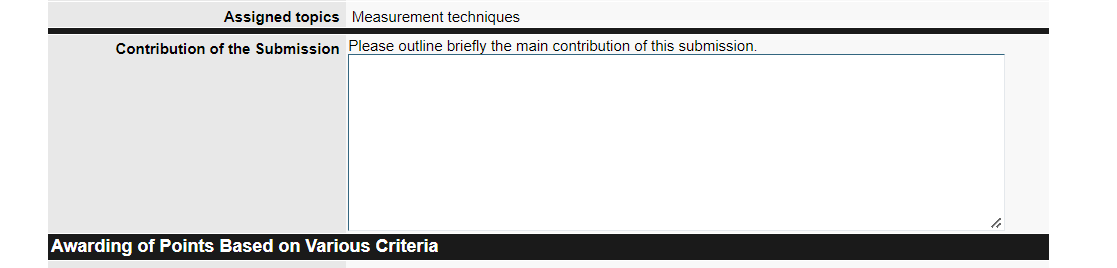 Assigned topics Measurement techniques
Contribution of the Submission Please outline briefly the main contribution of this submission.
Awarding of Points Based on Various Criteria